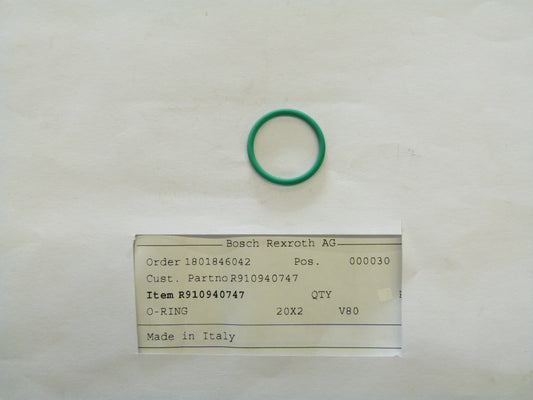 Bosch Rexroth AG
Order 1801846042 Pos. 000030
Cust. Partno R910940747
Item R910940747 QTY
O-RING 20X2 V80
Made in Italy